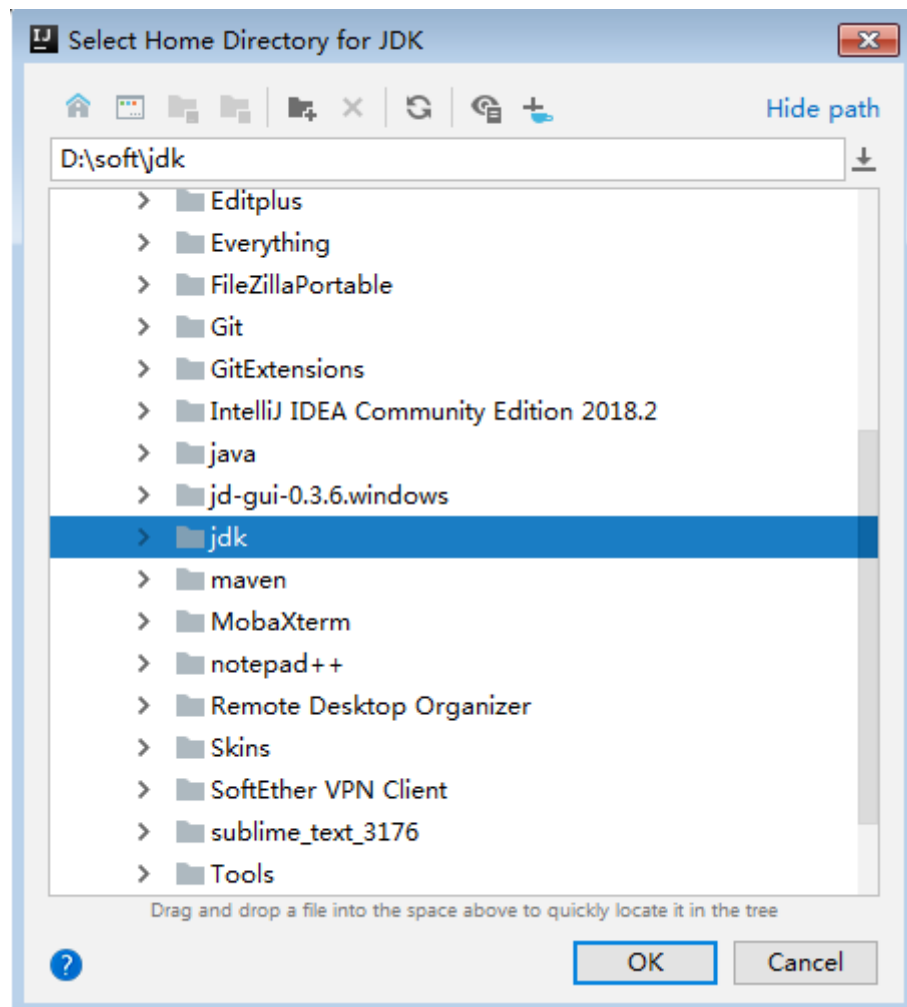 IJ Select Home Directory for JDK
Hide path
D:\soft\jdk
Editplus
Everything
FileZillaPortable
Git
GitExtensions
IntelliJ IDEA Community Edition 2018.2
java
jd-gui-0.3.6.windows
jdk
maven
MobaXterm
notepad++
Remote Desktop Organizer
Skins
SoftEther VPN Client
sublime_text_3176
Tools
Drag and drop a file into the space above to quickly locate it in the tree
? OK Cancel